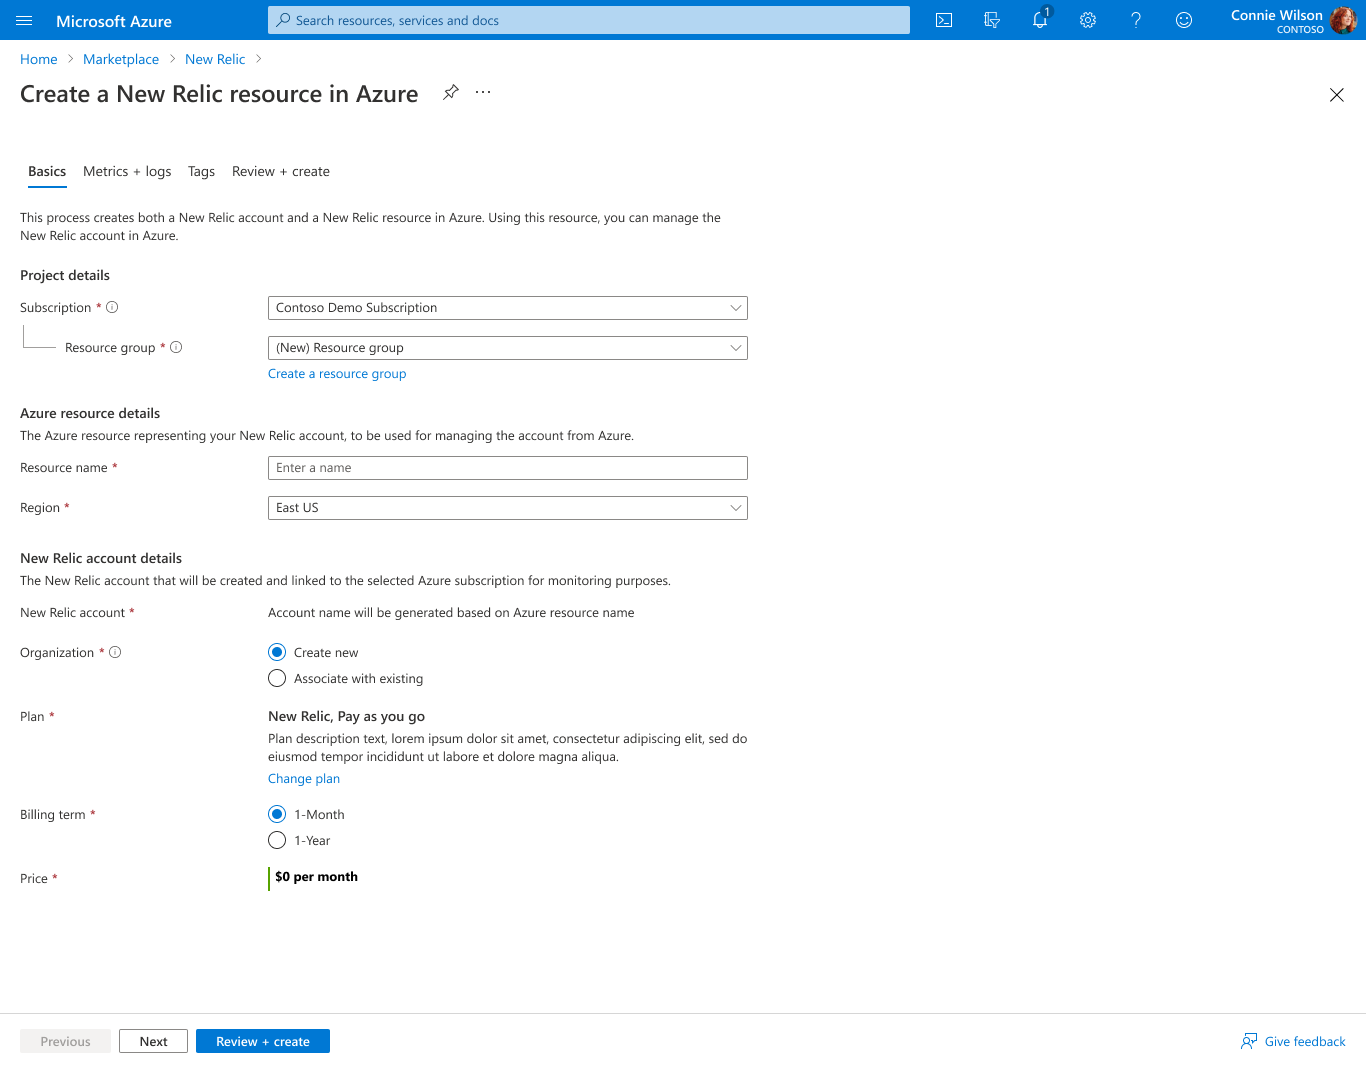 Microsoft Azure
Search resources, services and docs
1
Connie Wilson
CONTOSO
Home > Marketplace > New Relic >
Create a New Relic resource in Azure
Basics
Metrics + logs
Tags
Review + create
This process creates both a New Relic account and a New Relic resource in Azure. Using this resource, you can manage the
New Relic account in Azure.
Project details
Subscription *
Contoso Demo Subscription
Resource group *
(New) Resource group
Create a resource group
Azure resource details
The Azure resource representing your New Relic account, to be used for managing the account from Azure.
Resource name *
Enter a name
Region *
East US
New Relic account details
The New Relic account that will be created and linked to the selected Azure subscription for monitoring purposes.
New Relic account *
Account name will be generated based on Azure resource name
Organization *
Create new
Associate with existing
Plan *
New Relic, Pay as you go
Plan description text, lorem ipsum dolor sit amet, consectetur adipiscing elit, sed do
eiusmod tempor incididunt ut labore et dolore magna aliqua.
Change plan
Billing term *
1-Month
1-Year
Price *
$0 per month
Previous
Next
Review + create
Give feedback